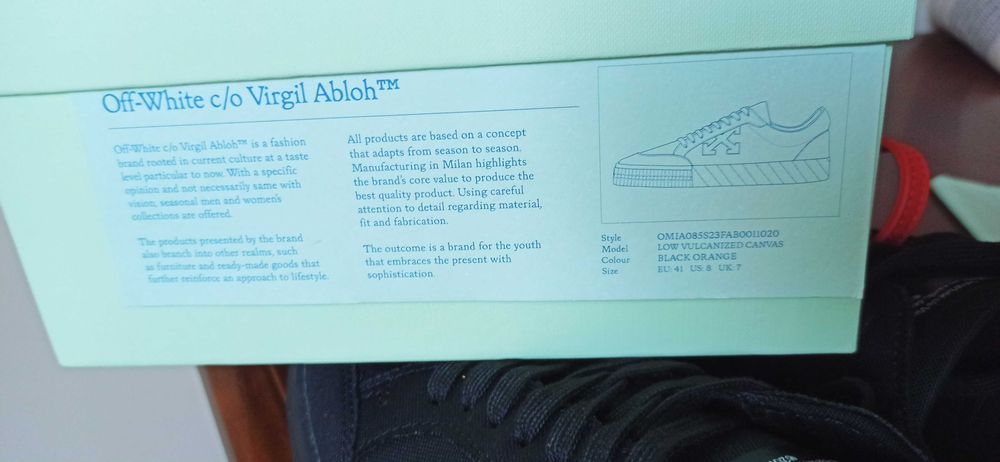 Off-White c/o Virgil Abloh™
Off-White c/o Virgil Abloh™ is a fashion
brand rooted in current culture at a taste
level particular to now. With a specific
opinion and not necessarily same with
vision, seasonal men and women's
collections are offered.
The products presented by the brand
also branch into other realms, such
as furniture and ready-made goods that
further reinforce an approach to lifestyle.
All products are based on a concept
that adapts from season to season.
Manufacturing in Milan highlights
the brand's core value to produce the
best quality product. Using careful
attention to detail regarding material,
fit and fabrication.
The outcome is a brand for the youth
that embraces the present with
sophistication.
Style OMIA085S23FAB0011020
Model LOW VULCANIZED CANVAS
Colour BLACK ORANGE
Size EU: 41 US: 8 UK: 7